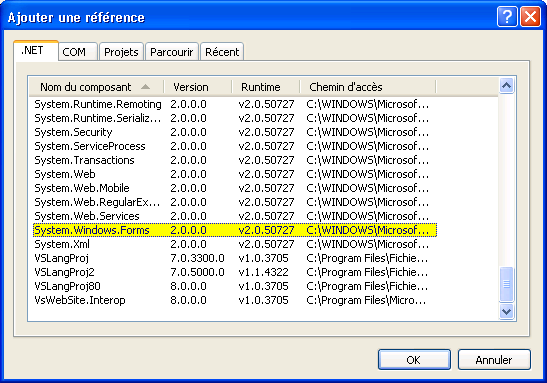 Ajouter une référence
.NET COM Projets Parcourir Récent
Nom du composant Version Runtime Chemin d'accès
System.Runtime.Remoting 2.0.0.0 v2.0.50727 C:\WINDOWS\Microsof...
System.Runtime.Serializ... 2.0.0.0 v2.0.50727 C:\WINDOWS\Microsof...
System.Security 2.0.0.0 v2.0.50727 C:\WINDOWS\Microsof...
System.ServiceProcess 2.0.0.0 v2.0.50727 C:\WINDOWS\Microsof...
System.Transactions 2.0.0.0 v2.0.50727 C:\WINDOWS\Microsof...
System.Web 2.0.0.0 v2.0.50727 C:\WINDOWS\Microsof...
System.Web.Mobile 2.0.0.0 v2.0.50727 C:\WINDOWS\Microsof...
System.Web.RegularEx... 2.0.0.0 v2.0.50727 C:\WINDOWS\Microsof...
System.Web.Services 2.0.0.0 v2.0.50727 C:\WINDOWS\Microsof...
System.Windows.Forms 2.0.0.0 v2.0.50727 C:\WINDOWS\Microsof...
System.Xml 2.0.0.0 v2.0.50727 C:\WINDOWS\Microsof...
VSLangProj 7.0.3300.0 v1.0.3705 C:\Program Files\Fichie...
VSLangProj2 7.0.5000.0 v1.1.4322 C:\Program Files\Fichie...
VSLangProj80 8.0.0.0 v1.0.3705 C:\Program Files\Fichie...
VsWebSite.Interop 8.0.0.0 v1.0.3705 C:\Program Files\Micro...
OK Annuler